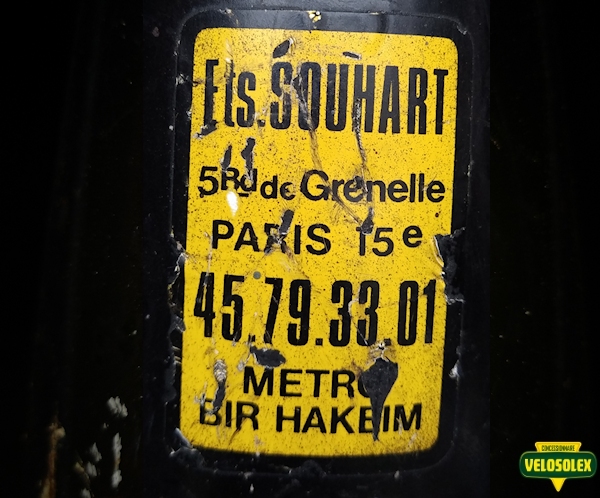 Ets. SOUHART
5 Bd de Grenelle
PARIS 15e
45.79.33.01
METRO
BIR HAKEIM
CONCESSIONNAIRE
VELOSOLEX